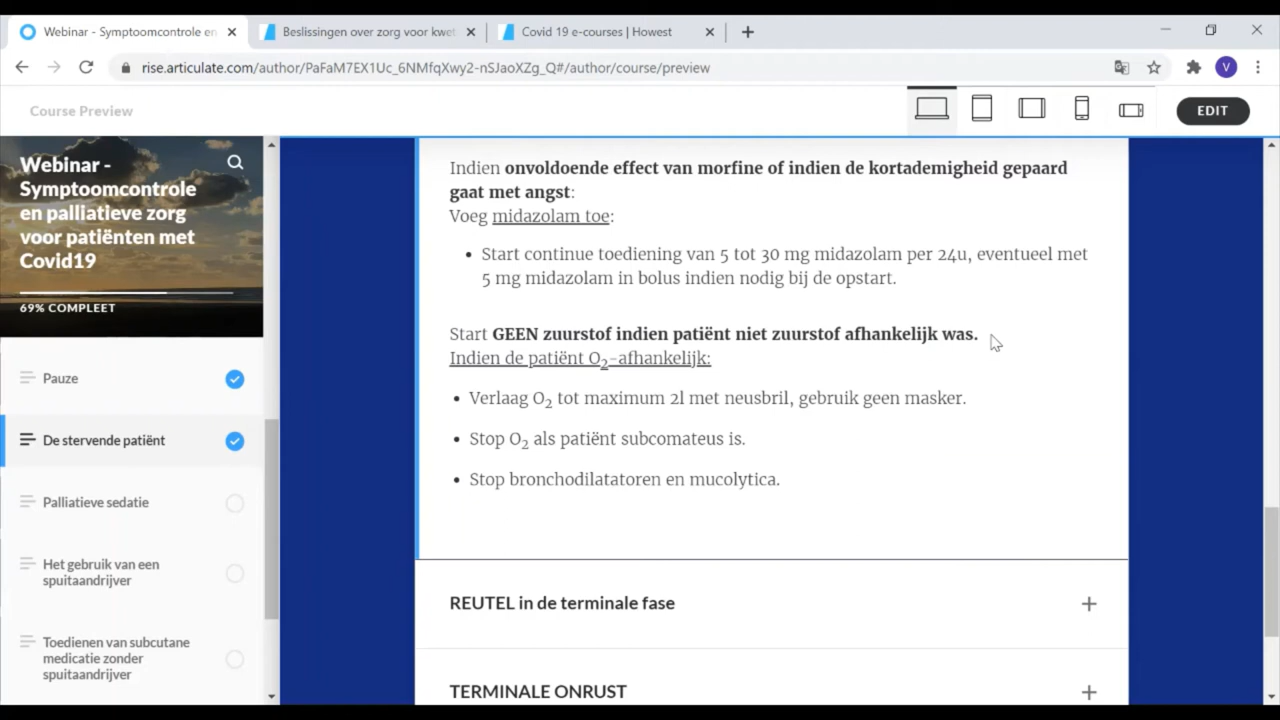 Webinar - Symptoomcontrole en
Beslissingen over zorg voor kwet
Covid 19 e-courses | Howest
rise.articulate.com/author/PaFaM7EX1Uc_6NMfqXwy2-nSJaoXZg_Q#/author/course/preview
V
Course Preview
EDIT
Webinar -
Symptoomcontrole
en palliatieve zorg
voor patiënten met
Covid19
69% COMPLEET
Pauze
De stervende patiënt
Palliatieve sedatie
Het gebruik van een
spuitaandrijver
Toedienen van subcutane
medicatie zonder
spuitaandrijver
Indien onvoldoende effect van morfine of indien de kortademigheid gepaard
gaat met angst:
Voeg midazolam toe:
• Start continue toediening van 5 tot 30 mg midazolam per 24u, eventueel met
5 mg midazolam in bolus indien nodig bij de opstart.
Start GEEN zuurstof indien patiënt niet zuurstof afhankelijk was.
Indien de patiënt O2-afhankelijk:
• Verlaag O2 tot maximum 2l met neusbril, gebruik geen masker.
• Stop O2 als patiënt subcomateus is.
• Stop bronchodilatatoren en mucolytica.
REUTEL in de terminale fase
TERMINALE ONRUST